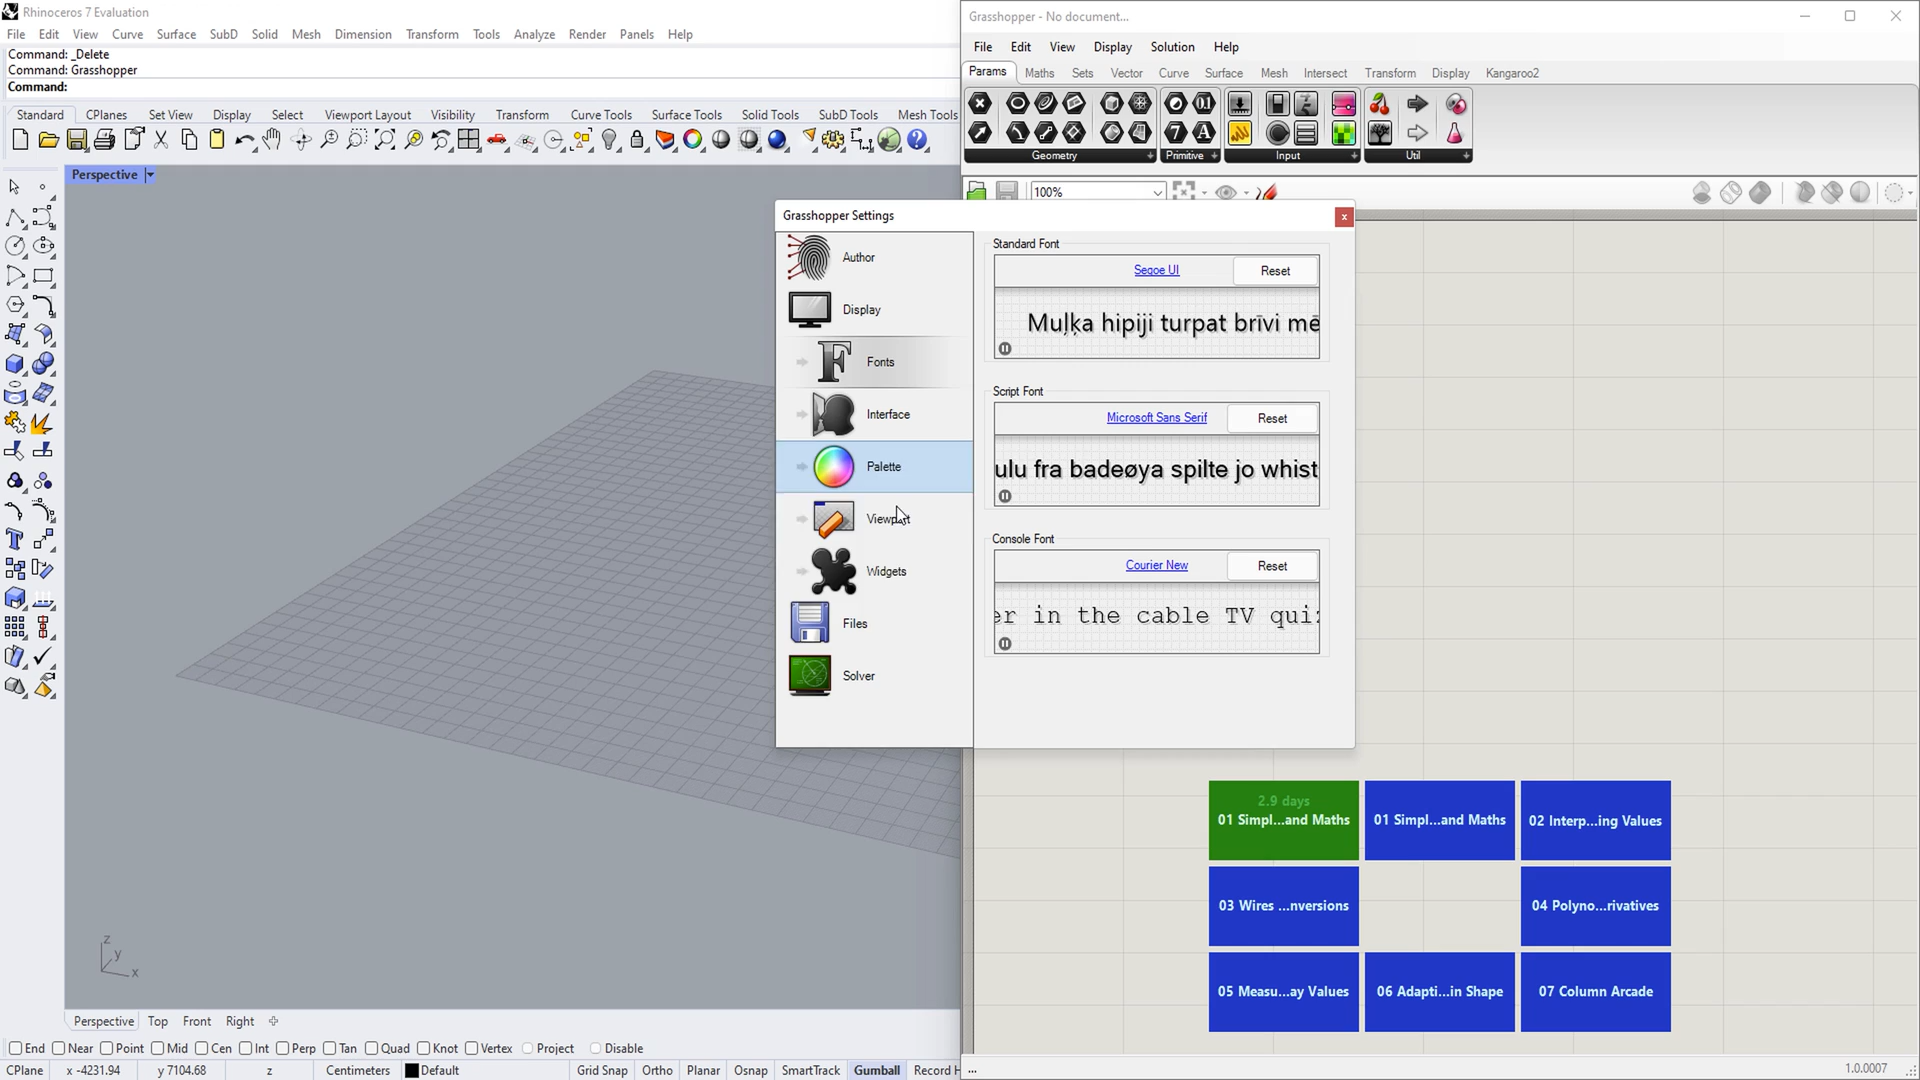 Rhinoceros 7 Evaluation
File Edit View Curve Surface SubD Solid Mesh Dimension Transform Tools Analyze Render Panels Help
Command: _Delete
Command: Grasshopper
Command:
Standard CPlanes Set View Display Select Viewport Layout Visibility Transform Curve Tools Surface Tools Solid Tools SubD Tools Mesh Tools
Perspective
z
y
x
Perspective Top Front Right
End Near Point Mid Cen Int Perp Tan Quad Knot Vertex Project Disable
CPlane x -4231.94 y 7104.68 z Centimeters Default Grid Snap Ortho Planar Osnap SmartTrack Gumball Record H
Grasshopper - No document...
File Edit View Display Solution Help
Params Maths Sets Vector Curve Surface Mesh Intersect Transform Display Kangaroo2
Geometry Primitive Input Util
100%
Grasshopper Settings
Author
Display
Fonts
Interface
Palette
Viewport
Widgets
Files
Solver
Standard Font
Segoe UI Reset
Muļķa hipiji turpat brīvi mē
Script Font
Microsoft Sans Serif Reset
ulu fra badeøya spilte jo whist
Console Font
Courier New Reset
er in the cable TV quiz
2.9 days
01 Simpl...and Maths 01 Simpl...and Maths 02 Interp...ing Values
03 Wires ...nversions 04 Polyno...rivatives
05 Measu...ay Values 06 Adapti...in Shape 07 Column Arcade
... 1.0.0007